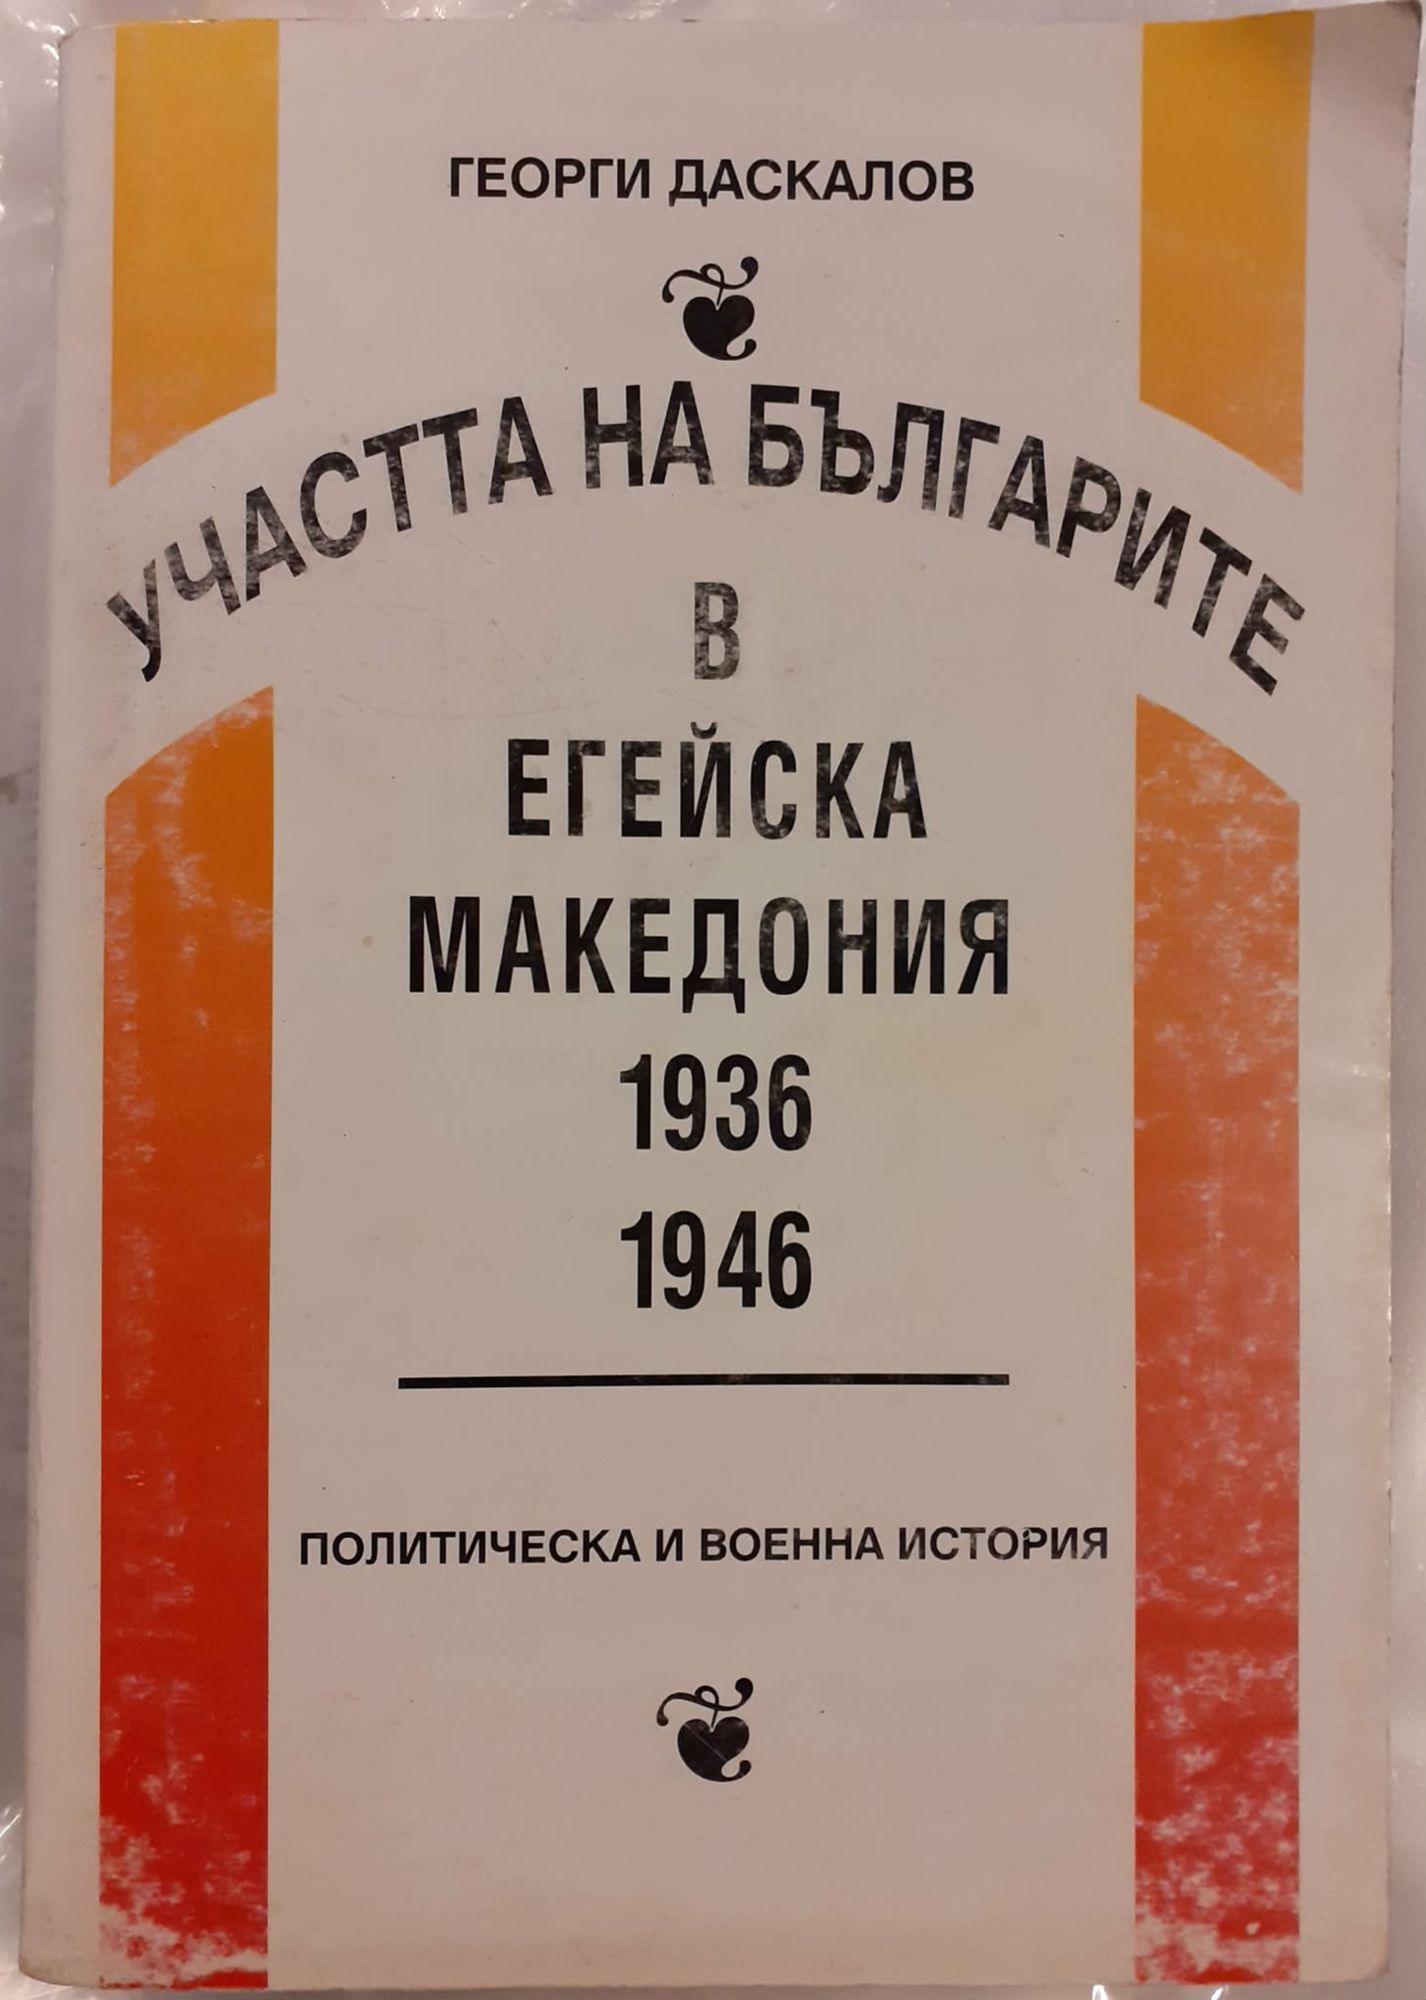 ГЕОРГИ ДАСКАЛОВ
УЧАСТТА НА БЪЛГАРИТЕ
В
ЕГЕЙСКА
МАКЕДОНИЯ
1936
1946
ПОЛИТИЧЕСКА И ВОЕННА ИСТОРИЯ